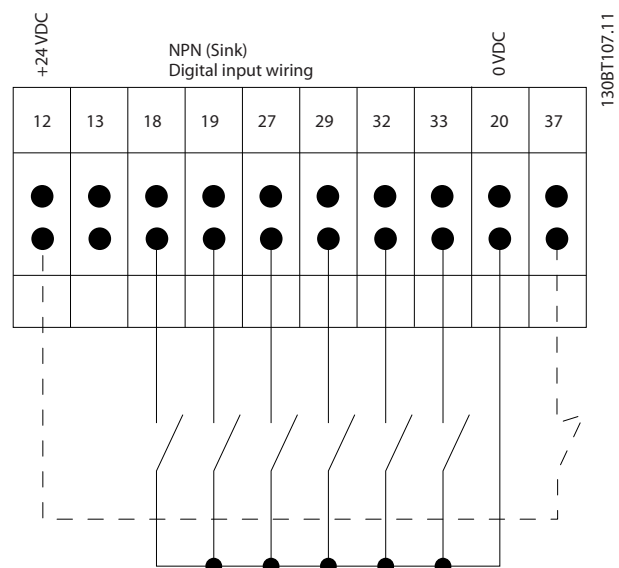 +24 VDC
NPN (Sink)
Digital input wiring
0 VDC
130BT107.11
12 13 18 19 27 29 32 33 20 37